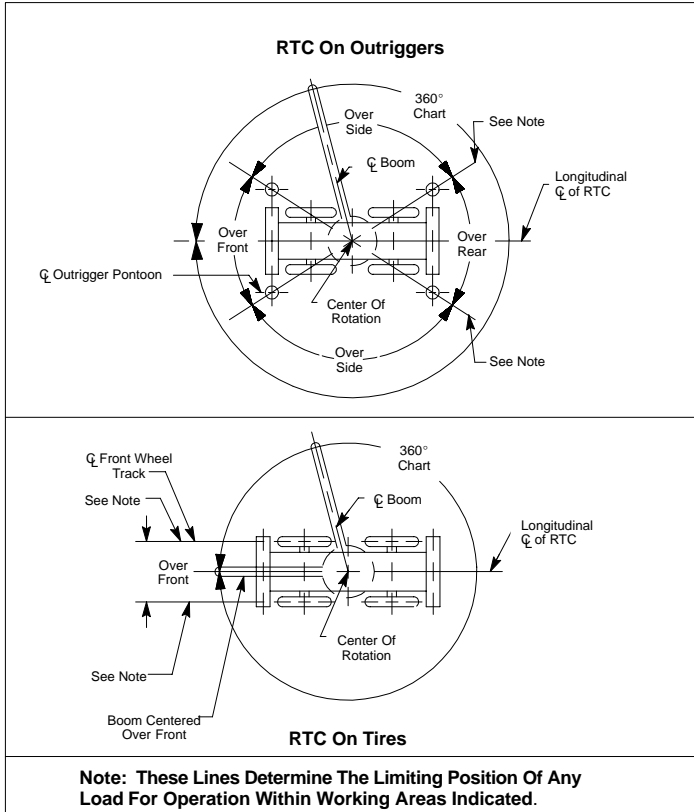 RTC On Outriggers
360°
Chart
Over
Side
See Note
℄ Boom
Longitudinal
℄ of RTC
Over
Front
Over
Rear
℄ Outrigger Pontoon
Center Of
Rotation
Over
Side
See Note
℄ Front Wheel
Track
360°
Chart
See Note
℄ Boom
Longitudinal
℄ of RTC
Over
Front
Center Of
Rotation
See Note
Boom Centered
Over Front
RTC On Tires
Note: These Lines Determine The Limiting Position Of Any
Load For Operation Within Working Areas Indicated.